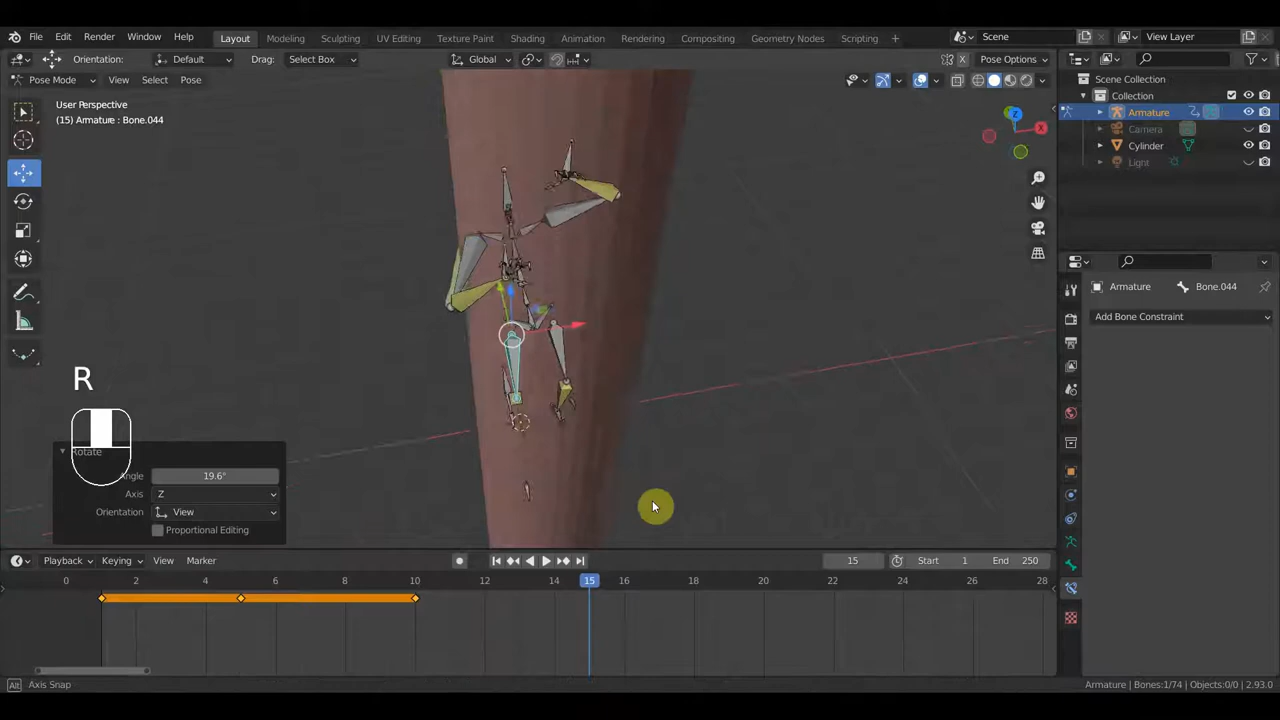 File Edit Render Window Help Layout Modeling Sculpting UV Editing Texture Paint Shading Animation Rendering Compositing Geometry Nodes Scripting + Scene View Layer
Orientation: Default Drag: Select Box Global X Pose Options
Pose Mode View Select Pose
User Perspective
(15) Armature : Bone.044
Z
X
Scene Collection
Collection
Armature
Camera
Cylinder
Light
Armature Bone.044
Add Bone Constraint
R
Rotate
Angle 19.6°
Axis Z
Orientation View
Proportional Editing
Playback Keying View Marker 15 Start 1 End 250
0 2 4 6 8 10 12 14 15 16 18 20 22 24 26 28
Alt Axis Snap
Armature | Bones:1/74 | Objects:0/0 | 2.93.0